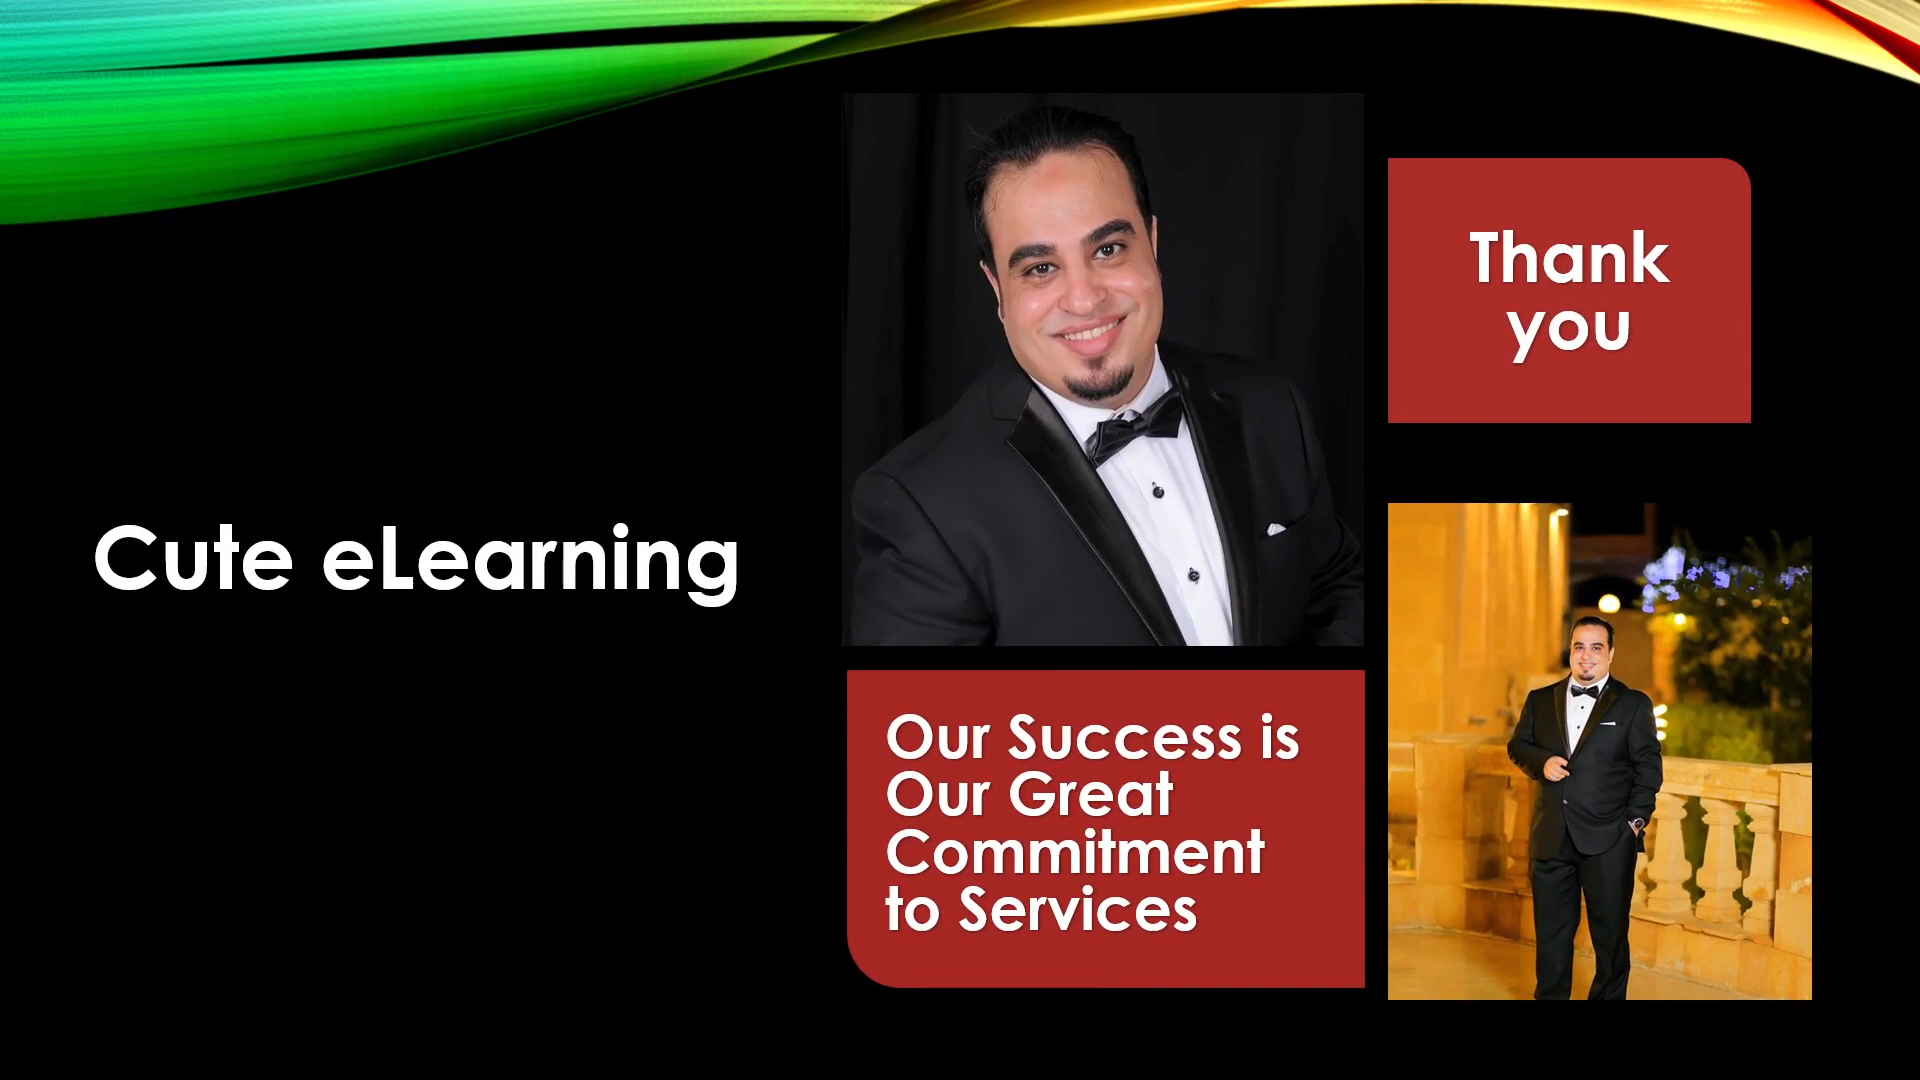 Cute eLearning
Thank
you
Our Success is
Our Great
Commitment
to Services